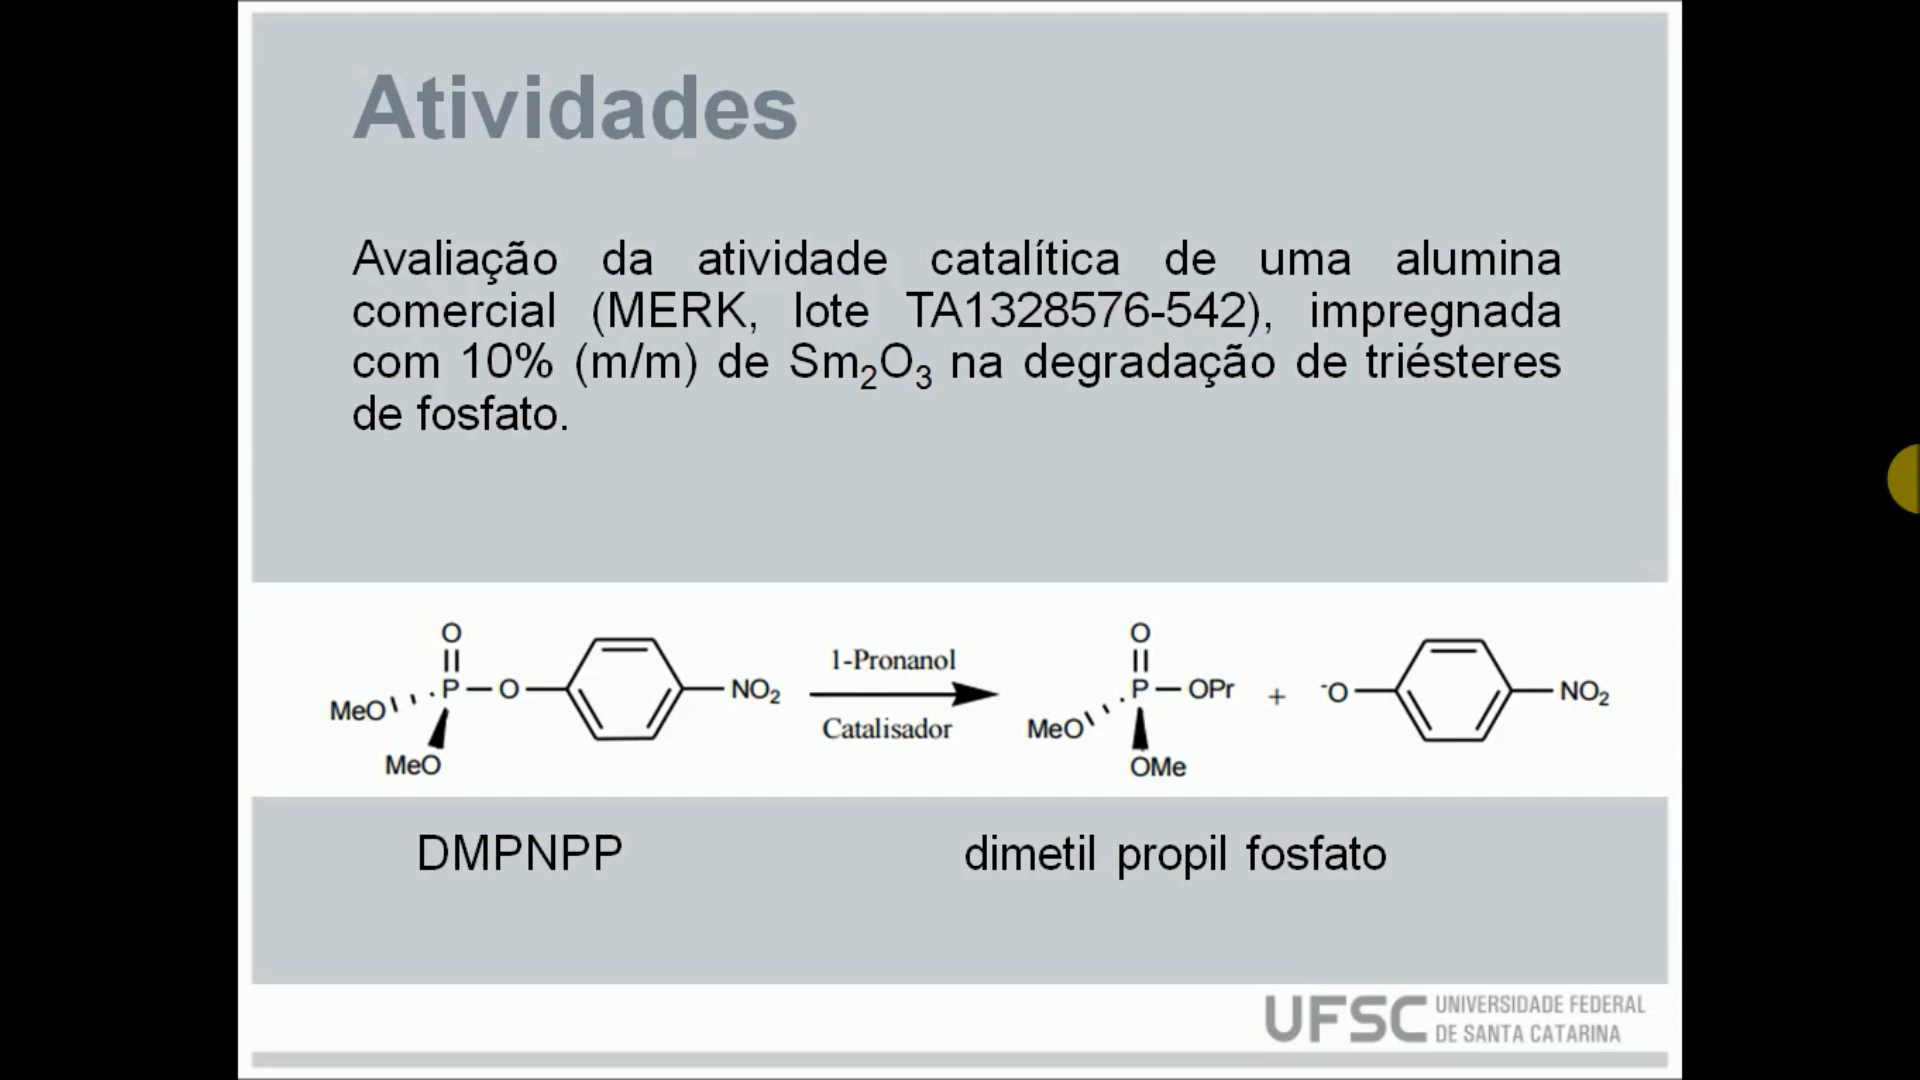 Atividades
Avaliação da atividade catalítica de uma alumina
comercial (MERK, lote TA1328576-542), impregnada
com 10% (m/m) de Sm₂O₃ na degradação de triésteres
de fosfato.
O
P
O
NO₂
MeO
MeO
1-Pronanol
Catalisador
O
P
OPr
MeO
OMe
+
⁻O
NO₂
DMPNPP
dimetil propil fosfato
UFSC
UNIVERSIDADE FEDERAL
DE SANTA CATARINA